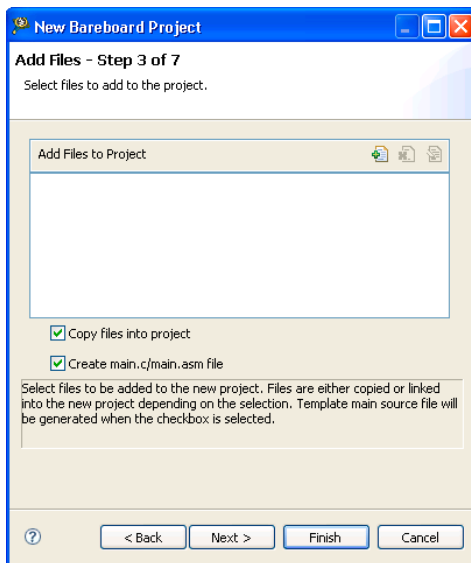 New Bareboard Project
Add Files - Step 3 of 7
Select files to add to the project.
Add Files to Project
Copy files into project
Create main.c/main.asm file
Select files to be added to the new project. Files are either copied or linked
into the new project depending on the selection. Template main source file will
be generated when the checkbox is selected.
< Back Next > Finish Cancel